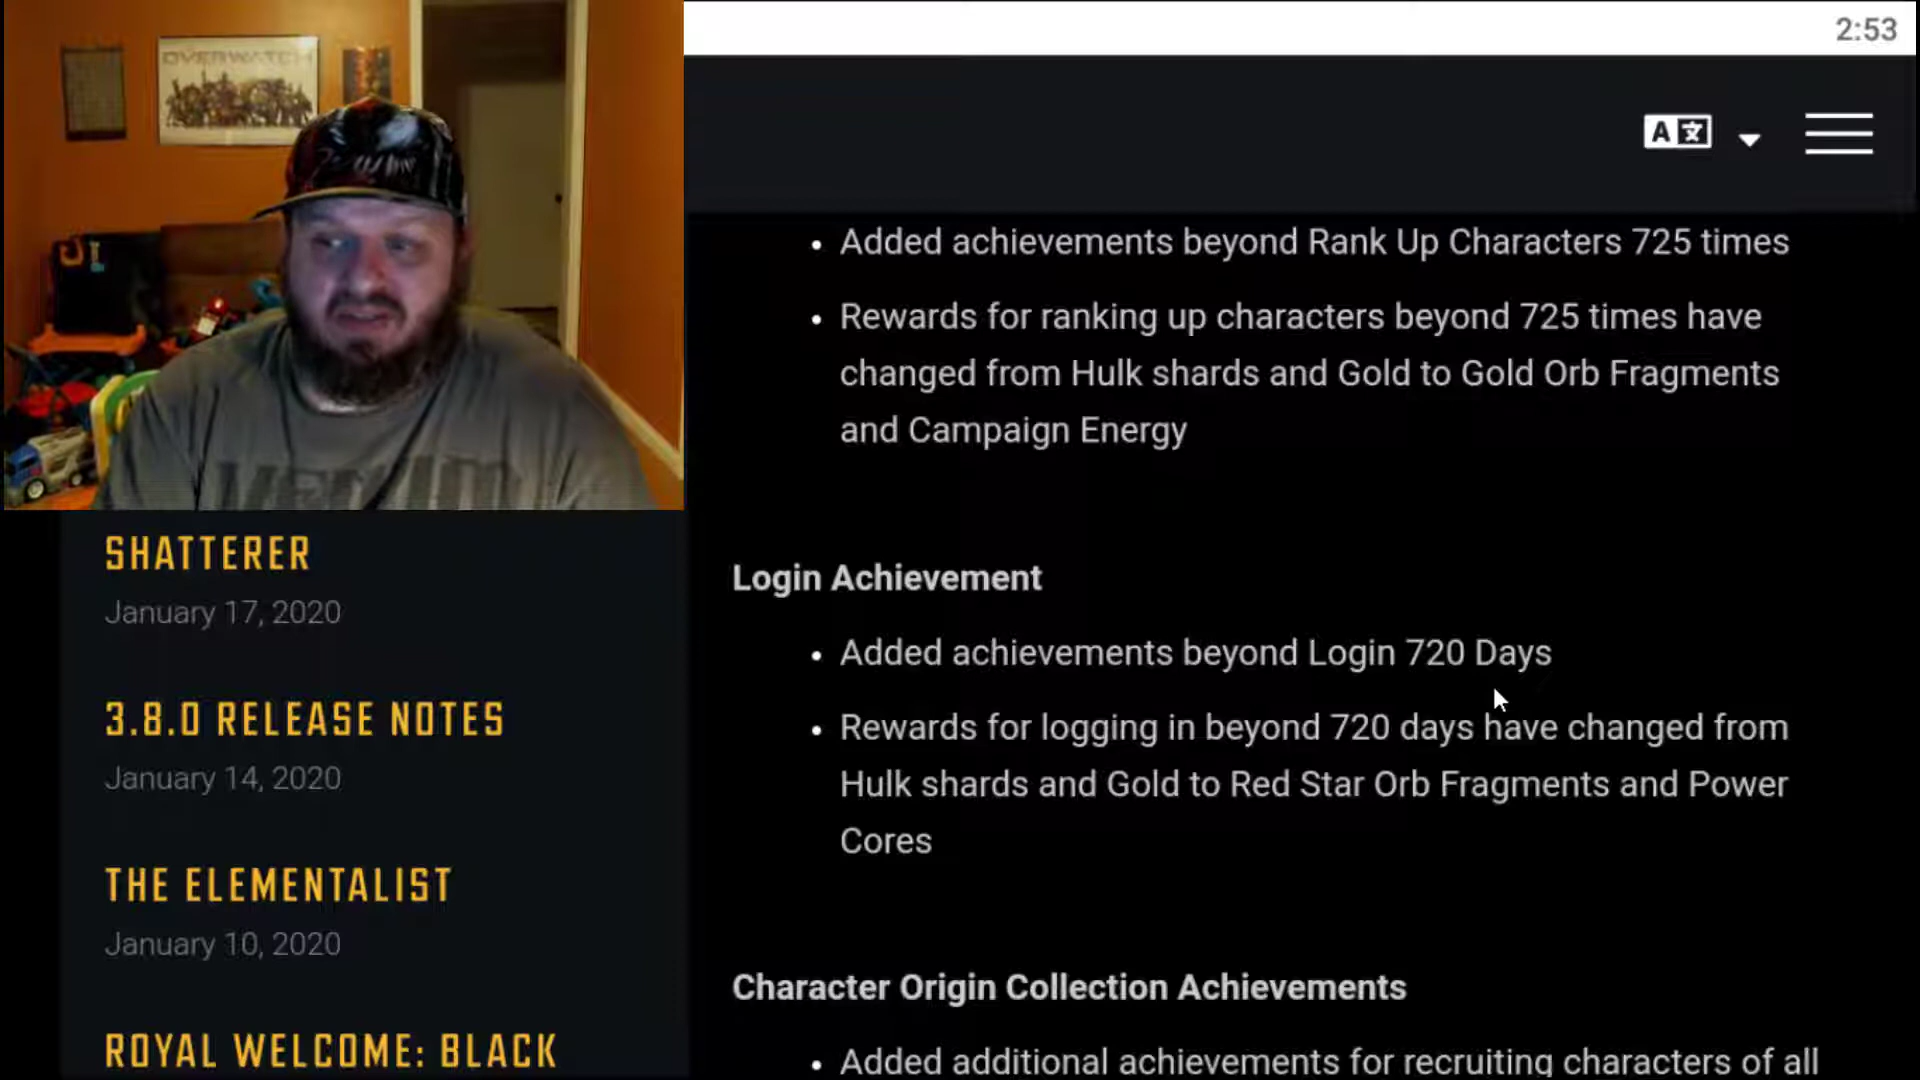 2:53
OVERWATCH
A文
• Added achievements beyond Rank Up Characters 725 times
• Rewards for ranking up characters beyond 725 times have
changed from Hulk shards and Gold to Gold Orb Fragments
and Campaign Energy
Login Achievement
• Added achievements beyond Login 720 Days
• Rewards for logging in beyond 720 days have changed from
Hulk shards and Gold to Red Star Orb Fragments and Power
Cores
Character Origin Collection Achievements
• Added additional achievements for recruiting characters of all
SHATTERER
January 17, 2020
3.8.0 RELEASE NOTES
January 14, 2020
THE ELEMENTALIST
January 10, 2020
ROYAL WELCOME: BLACK